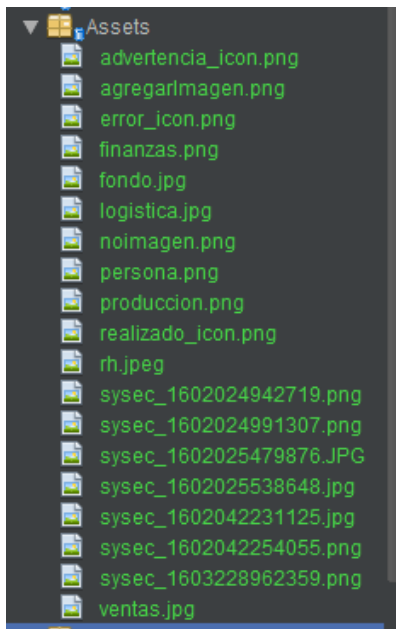 Assets
advertencia_icon.png
agregarImagen.png
error_icon.png
finanzas.png
fondo.jpg
logistica.jpg
noimagen.png
persona.png
produccion.png
realizado_icon.png
rh.jpeg
sysec_1602024942719.png
sysec_1602024991307.png
sysec_1602025479876.JPG
sysec_1602025538648.jpg
sysec_1602042231125.jpg
sysec_1602042254055.png
sysec_1603228962359.png
ventas.jpg